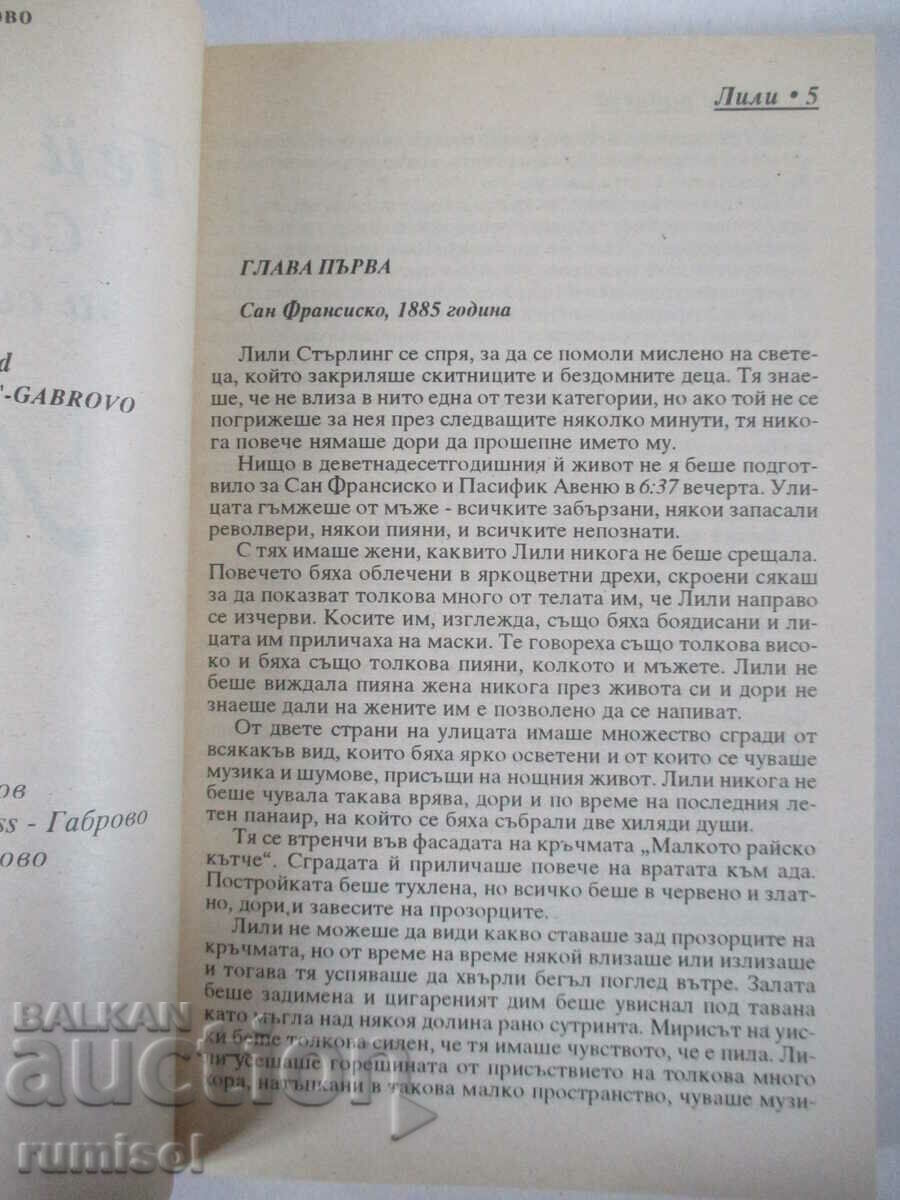 ОВО
d
-GABROVO
ов
ss - Габрово
рово
Лили • 5
ГЛАВА ПЪРВА
Сан Франсиско, 1885 година
Лили Стърлинг се спря, за да се помоли мислено на свете-
ца, който закриляше скитниците и бездомните деца. Тя знае-
ше, че не влиза в нито една от тези категории, но ако той не се
погрижеше за нея през следващите няколко минути, тя нико-
га повече нямаше дори да прошепне името му.
Нищо в деветнадесетгодишния й живот не я беше подгот-
вило за Сан Франсиско и Пасифик Авеню в 6:37 вечерта. Ули-
цата гъмжеше от мъже - всичките забързани, някои запасали
револвери, някои пияни, и всичките непознати.
С тях имаше жени, каквито Лили никога не беше срещала.
Повечето бяха облечени в яркоцветни дрехи, скроени сякаш
за да показват толкова много от телата им, че Лили направо
се изчерви. Косите им, изглежда, също бяха боядисани и ли-
цата им приличаха на маски. Те говореха също толкова висо-
ко и бяха също толкова пияни, колкото и мъжете. Лили не
беше виждала пияна жена никога през живота си и дори не
знаеше дали на жените им е позволено да се напиват.
От двете страни на улицата имаше множество сгради от
всякакъв вид, които бяха ярко осветени и от които се чуваше
музика и шумове, присъщи на нощния живот. Лили никога не
беше чувала такава врява, дори и по време на последния ле-
тен панаир, на който се бяха събрали две хиляди души.
Тя се втренчи във фасадата на кръчмата „Малкото райско
кътче“. Сградата й приличаше повече на вратата към ада.
Постройката беше тухлена, но всичко беше в червено и злат-
но, дори и завесите на прозорците.
Лили не можеше да види какво ставаше зад прозорците на
кръчмата, но от време на време някой влизаше или излизаше
и тогава тя успяваше да хвърли бегъл поглед вътре. Залата
беше задимена и цигареният дим беше увиснал под тавана
като мъгла над някоя долина рано сутринта. Мирисът на уис-
ки беше толкова силен, че тя имаше чувството, че е пила. Ли-
ли усещаше горещината от присъствието на толкова много
хора, натъпкани в такова малко пространство, чуваше музи-
BALKAN
auction
rumisol